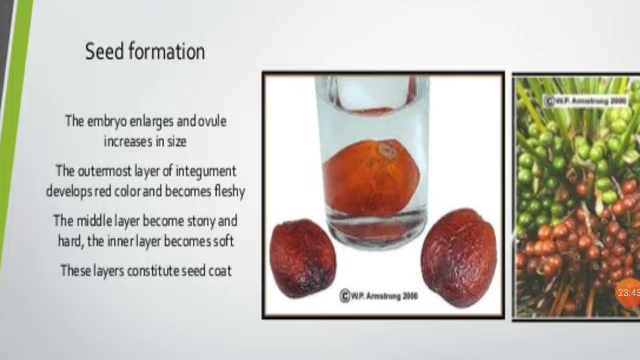 Seed formation
The embryo enlarges and ovule
increases in size
The outermost layer of integument
develops red color and becomes fleshy
The middle layer become stony and
hard, the inner layer becomes soft
These layers constitute seed coat
©W.P. Armstrong 2000
©W.P. Armstrong 2000